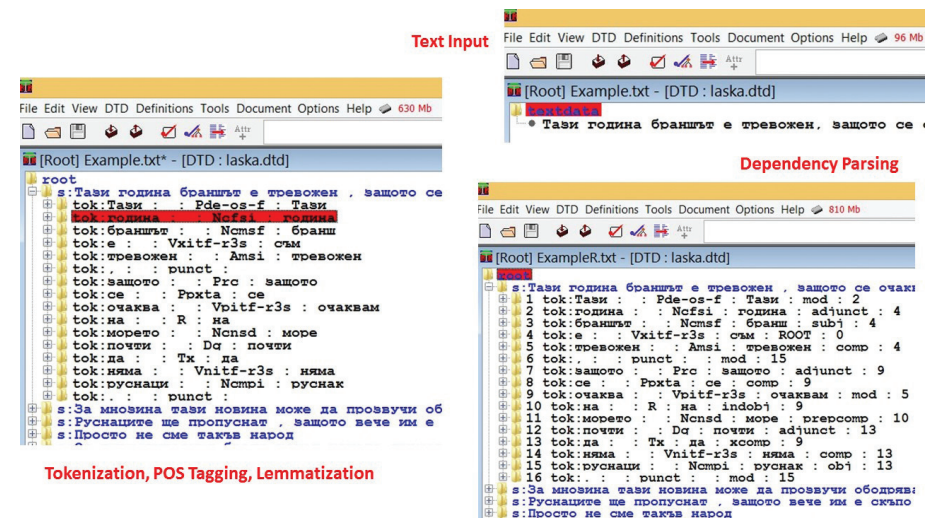 Text Input
File Edit View DTD Definitions Tools Document Options Help 96 Mb
Attr
[Root] Example.txt - [DTD : laska.dtd]
textdata
Тази година браншът е тревожен, защото се
File Edit View DTD Definitions Tools Document Options Help 630 Mb
Attr
[Root] Example.txt* - [DTD : laska.dtd]
root
s:Тази година браншът е тревожен , защото се
tok:Тази : : Pde-os-f : Тази
tok:година : : Ncfsi : година
tok:браншът : : Ncmsf : бранш
tok:е : : Vxitf-r3s : съм
tok:тревожен : : Amsi : тревожен
tok:, : : punct :
tok:защото : : Prc : защото
tok:се : : Ppxta : се
tok:очаква : : Vpitf-r3s : очаквам
tok:на : : R : на
tok:морето : : Ncnsd : море
tok:почти : : Dq : почти
tok:да : : Tx : да
tok:няма : : Vnitf-r3s : няма
tok:руснаци : : Ncmpi : руснак
tok:. : : punct :
s:За мнозина тази новина може да прозвучи об
s:Руснаците ще пропуснат , защото вече им е
s:Просто не сме такъв народ
Tokenization, POS Tagging, Lemmatization
Dependency Parsing
File Edit View DTD Definitions Tools Document Options Help 810 Mb
Attr
[Root] ExampleR.txt - [DTD : laska.dtd]
root
s:Тази година браншът е тревожен , защото се очакв
1 tok:Тази : : Pde-os-f : Тази : mod : 2
2 tok:година : : Ncfsi : година : adjunct : 4
3 tok:браншът : : Ncmsf : бранш : subj : 4
4 tok:е : : Vxitf-r3s : съм : ROOT : 0
5 tok:тревожен : : Amsi : тревожен : comp : 4
6 tok:, : : punct : : mod : 15
7 tok:защото : : Prc : защото : adjunct : 9
8 tok:се : : Ppxta : се : comp : 9
9 tok:очаква : : Vpitf-r3s : очаквам : mod : 5
10 tok:на : : R : на : indobj : 9
11 tok:морето : : Ncnsd : море : prepcomp : 10
12 tok:почти : : Dq : почти : adjunct : 13
13 tok:да : : Tx : да : xcomp : 9
14 tok:няма : : Vnitf-r3s : няма : comp : 13
15 tok:руснаци : : Ncmpi : руснак : obj : 13
16 tok:. : : punct : : mod : 15
s:За мнозина тази новина може да прозвучи ободрява
s:Руснаците ще пропуснат , защото вече им е скъпо
s:Просто не сме такъв народ